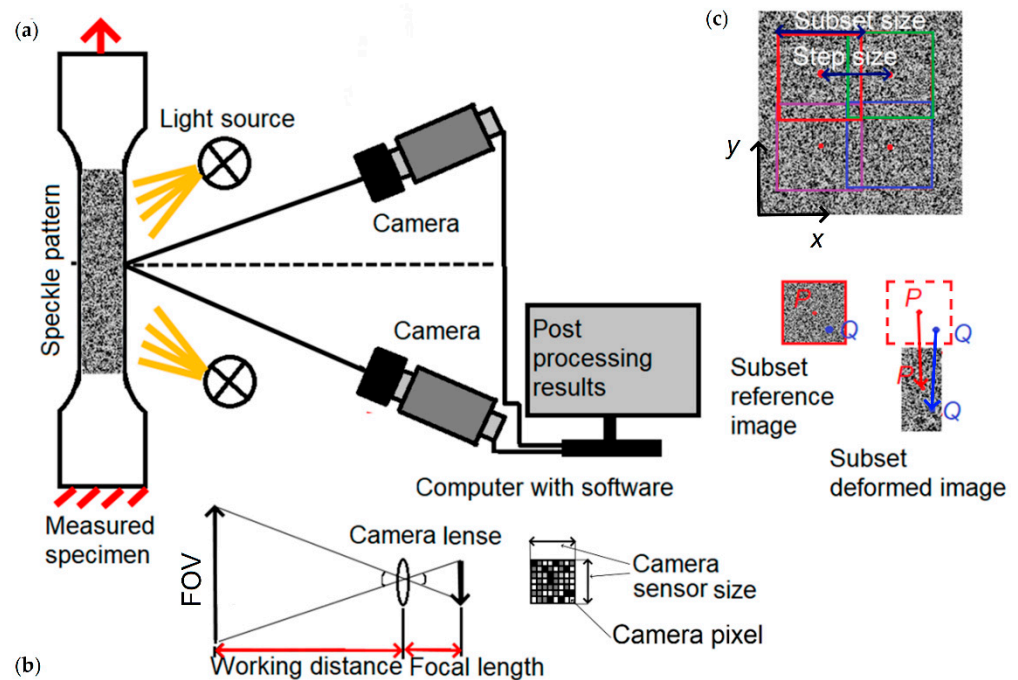 (a)
Light source
Speckle pattern
Camera
Camera
Post
processing
results
Computer with software
Measured
specimen
(c)
Subset size
Step size
y
x
P
Q
P
Q
P
Q
Subset
reference
image
Subset
deformed image
(b)
FOV
Camera lense
Working distance
Focal length
Camera
sensor size
Camera pixel